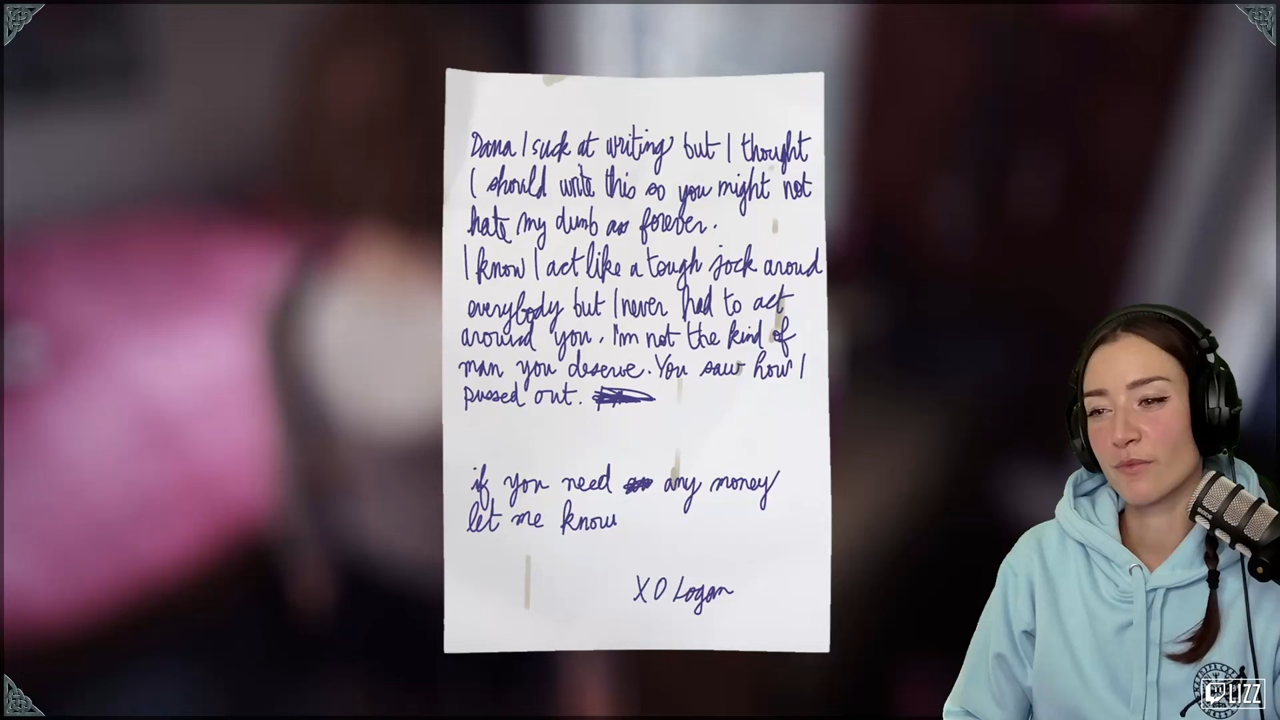 Dana I suck at writing but I thought
I should write this so you might not
hate my dumb ass forever.
I know I act like a tough jock aroud
everybody but I never had to act
around you. I'm not the kind of
man you deserve. You saw how I
pussed out.
if you need any money
let me know
XO Logan
LIZZ